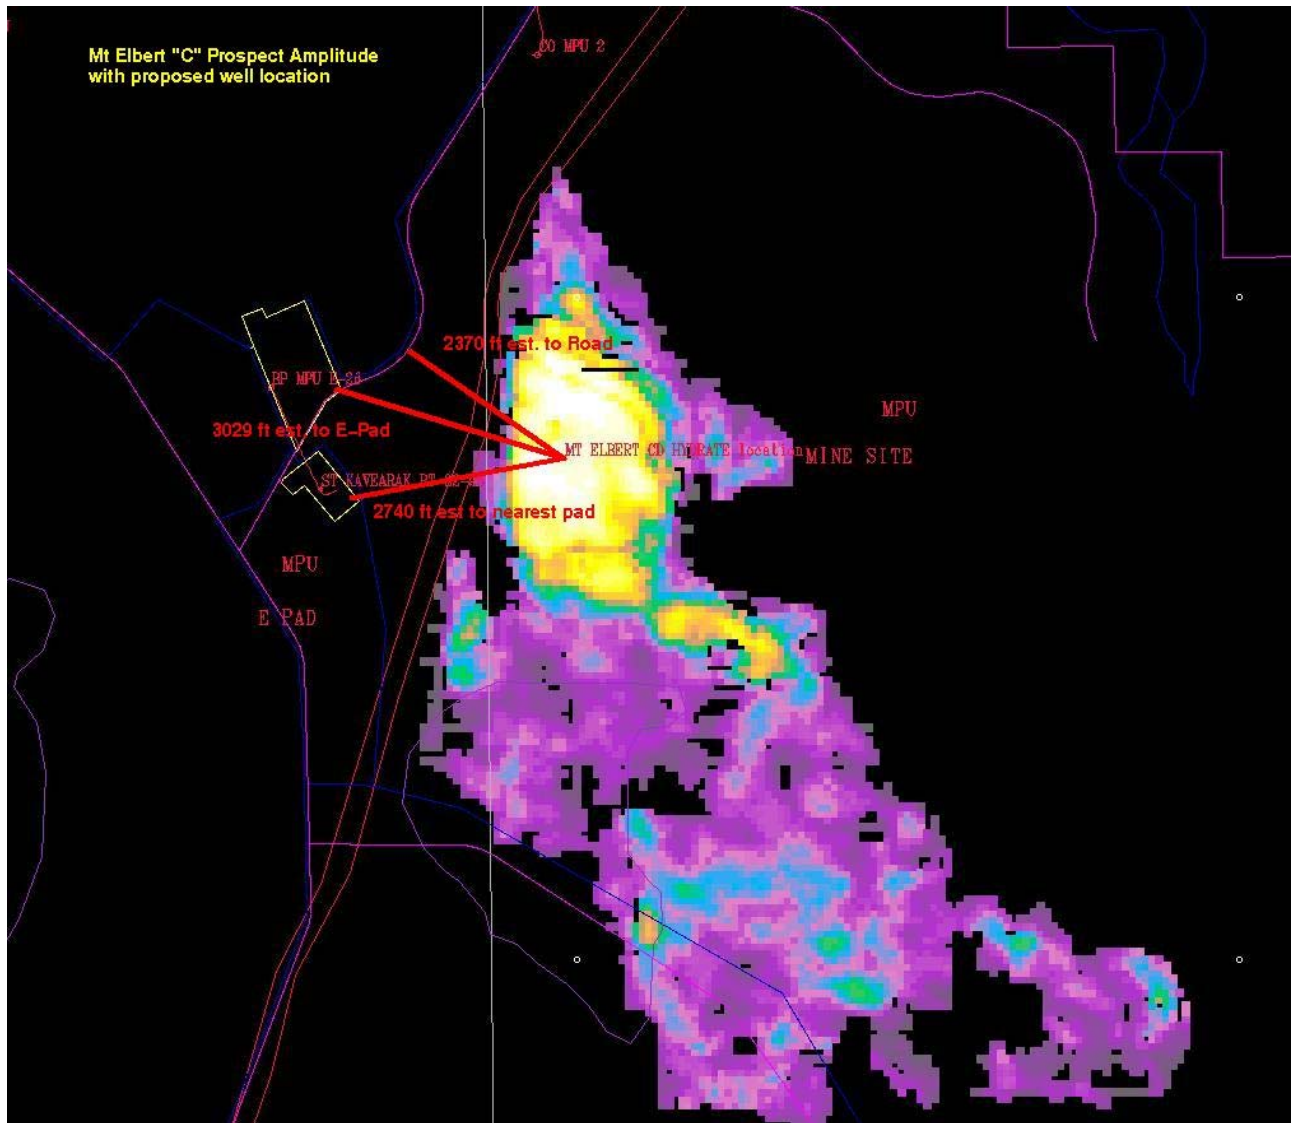 Mt Elbert "C" Prospect Amplitude
with proposed well location
CO MPU 2
2370 ft est. to Road
BP MPU E-26
MPU
3029 ft est. to E-Pad
MT ELBERT CD HYDRATE location
MINE SITE
ST KAVEARAK PT
2740 ft est to nearest pad
MPU
E PAD